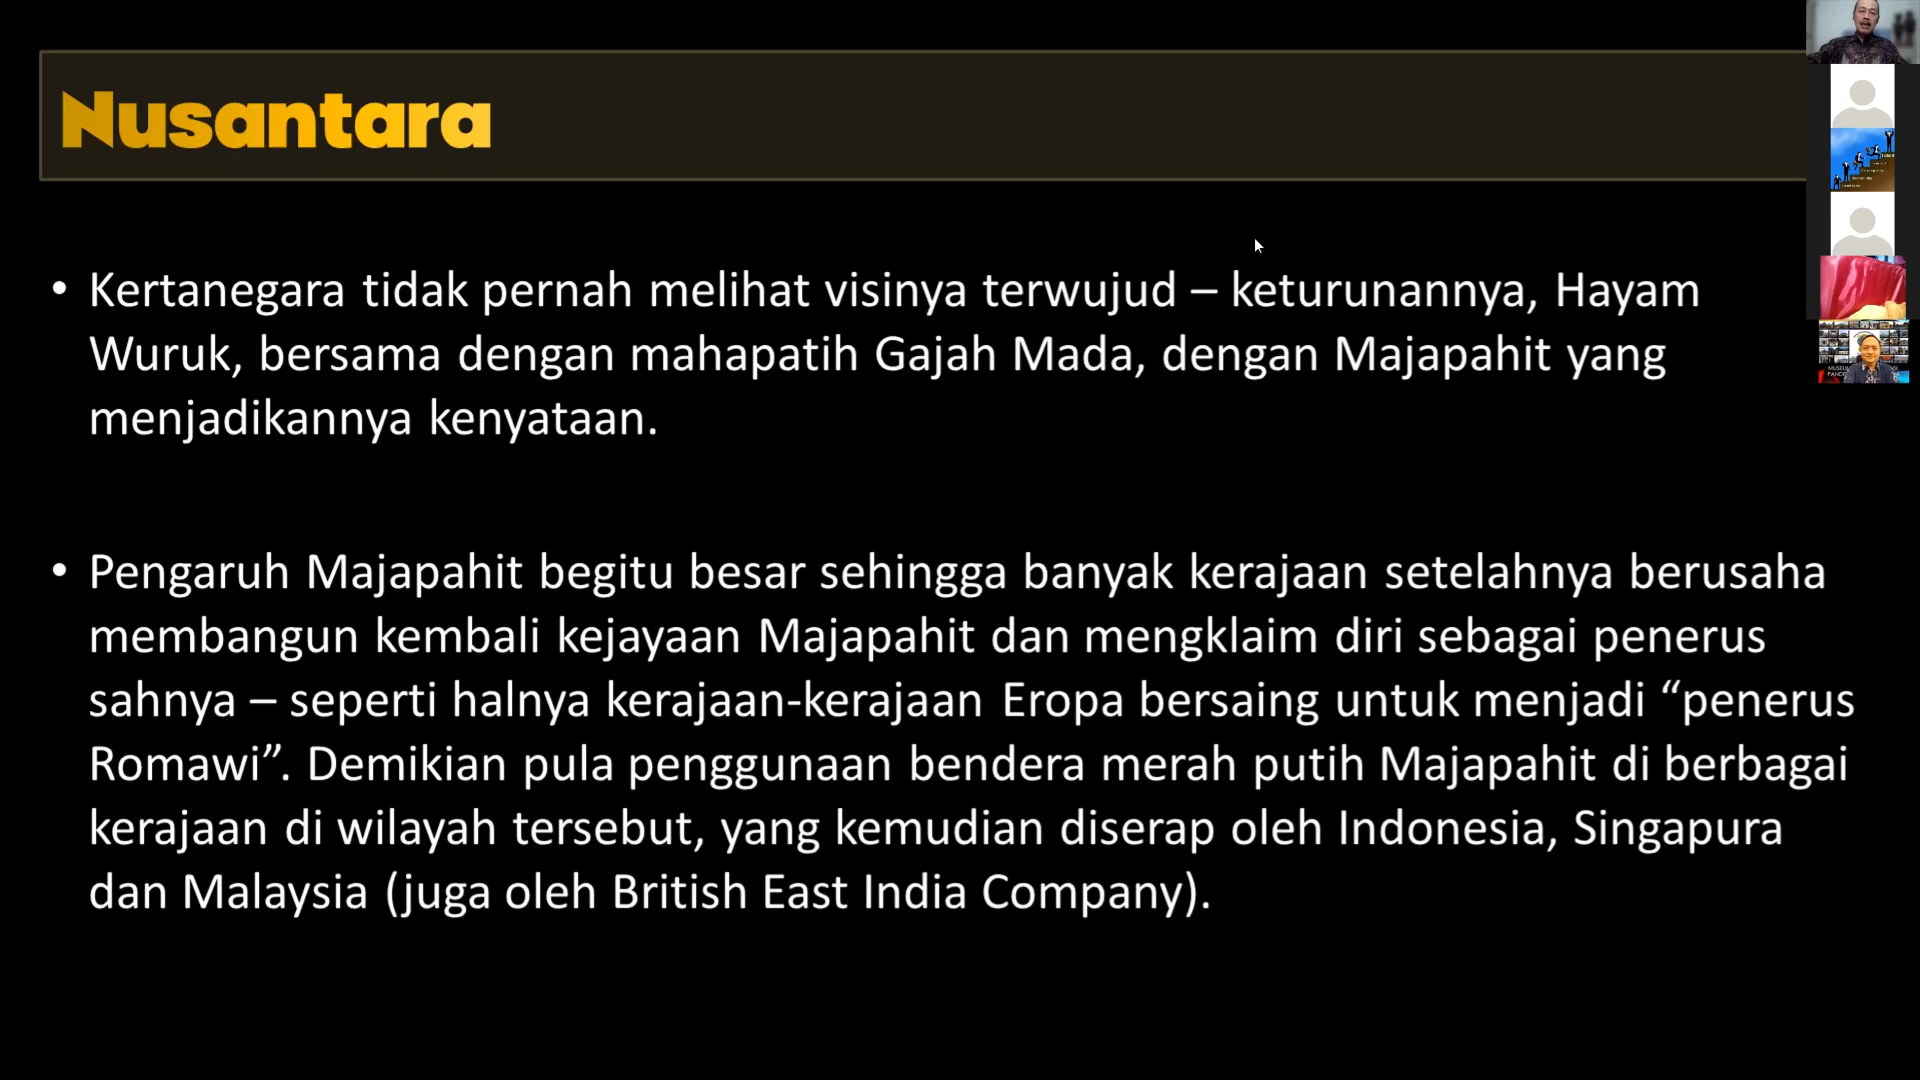 Nusantara
• Kertanegara tidak pernah melihat visinya terwujud – keturunannya, Hayam
Wuruk, bersama dengan mahapatih Gajah Mada, dengan Majapahit yang
menjadikannya kenyataan.
• Pengaruh Majapahit begitu besar sehingga banyak kerajaan setelahnya berusaha
membangun kembali kejayaan Majapahit dan mengklaim diri sebagai penerus
sahnya – seperti halnya kerajaan-kerajaan Eropa bersaing untuk menjadi “penerus
Romawi”. Demikian pula penggunaan bendera merah putih Majapahit di berbagai
kerajaan di wilayah tersebut, yang kemudian diserap oleh Indonesia, Singapura
dan Malaysia (juga oleh British East India Company).